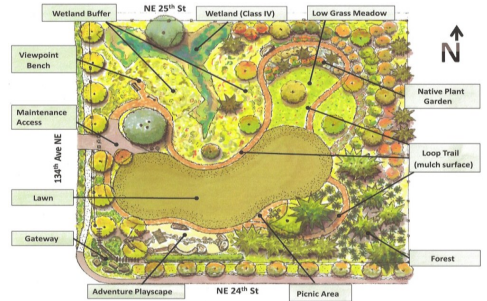 NE 25th St
Wetland Buffer
Wetland (Class IV)
Low Grass Meadow
N
Viewpoint
Bench
Native Plant
Garden
Maintenance
Access
134th Ave NE
Loop Trail
(mulch surface)
Lawn
Gateway
Forest
Adventure Playscape
NE 24th St
Picnic Area